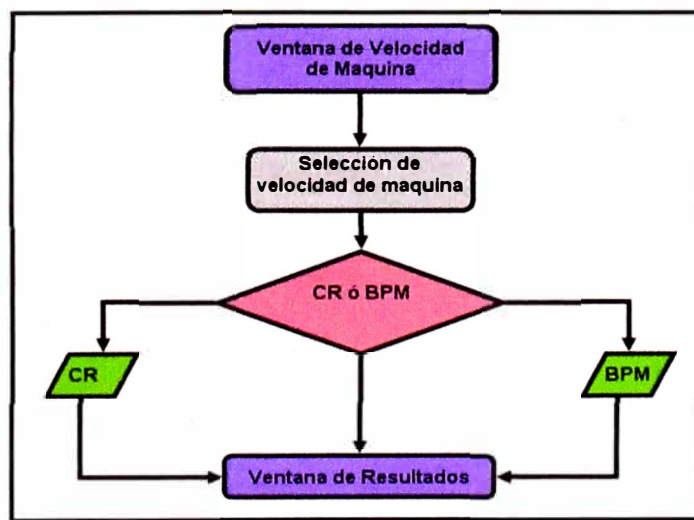 Ventana de Velocidad
de Maquina
Selección de
velocidad de maquina
CR ó BPM
CR
BPM
Ventana de Resultados